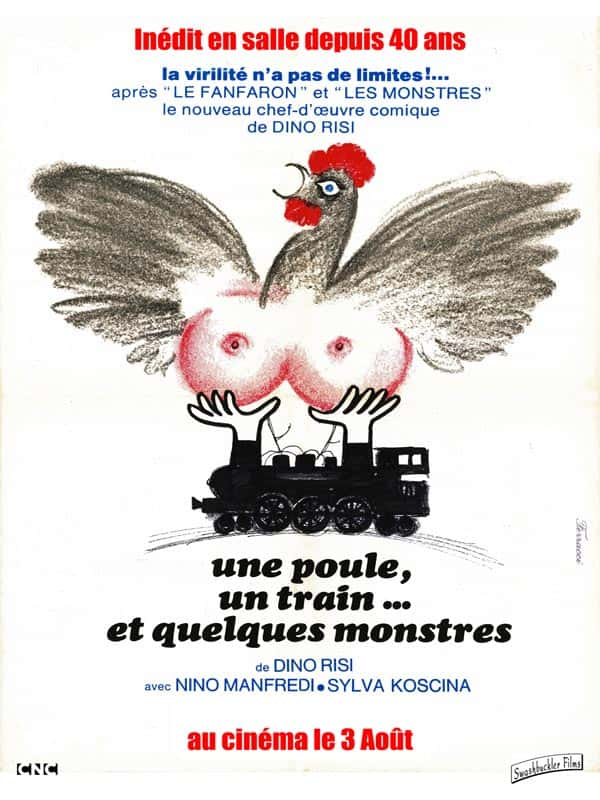 Inédit en salle depuis 40 ans
la virilité n'a pas de limites!...
après "LE FANFARON" et "LES MONSTRES"
le nouveau chef-d'œuvre comique
de DINO RISI
Ferracci
une poule,
un train...
et quelques monstres
de DINO RISI
avec NINO MANFREDI • SYLVA KOSCINA
au cinéma le 3 Août
CNC
Swashbuckler Films